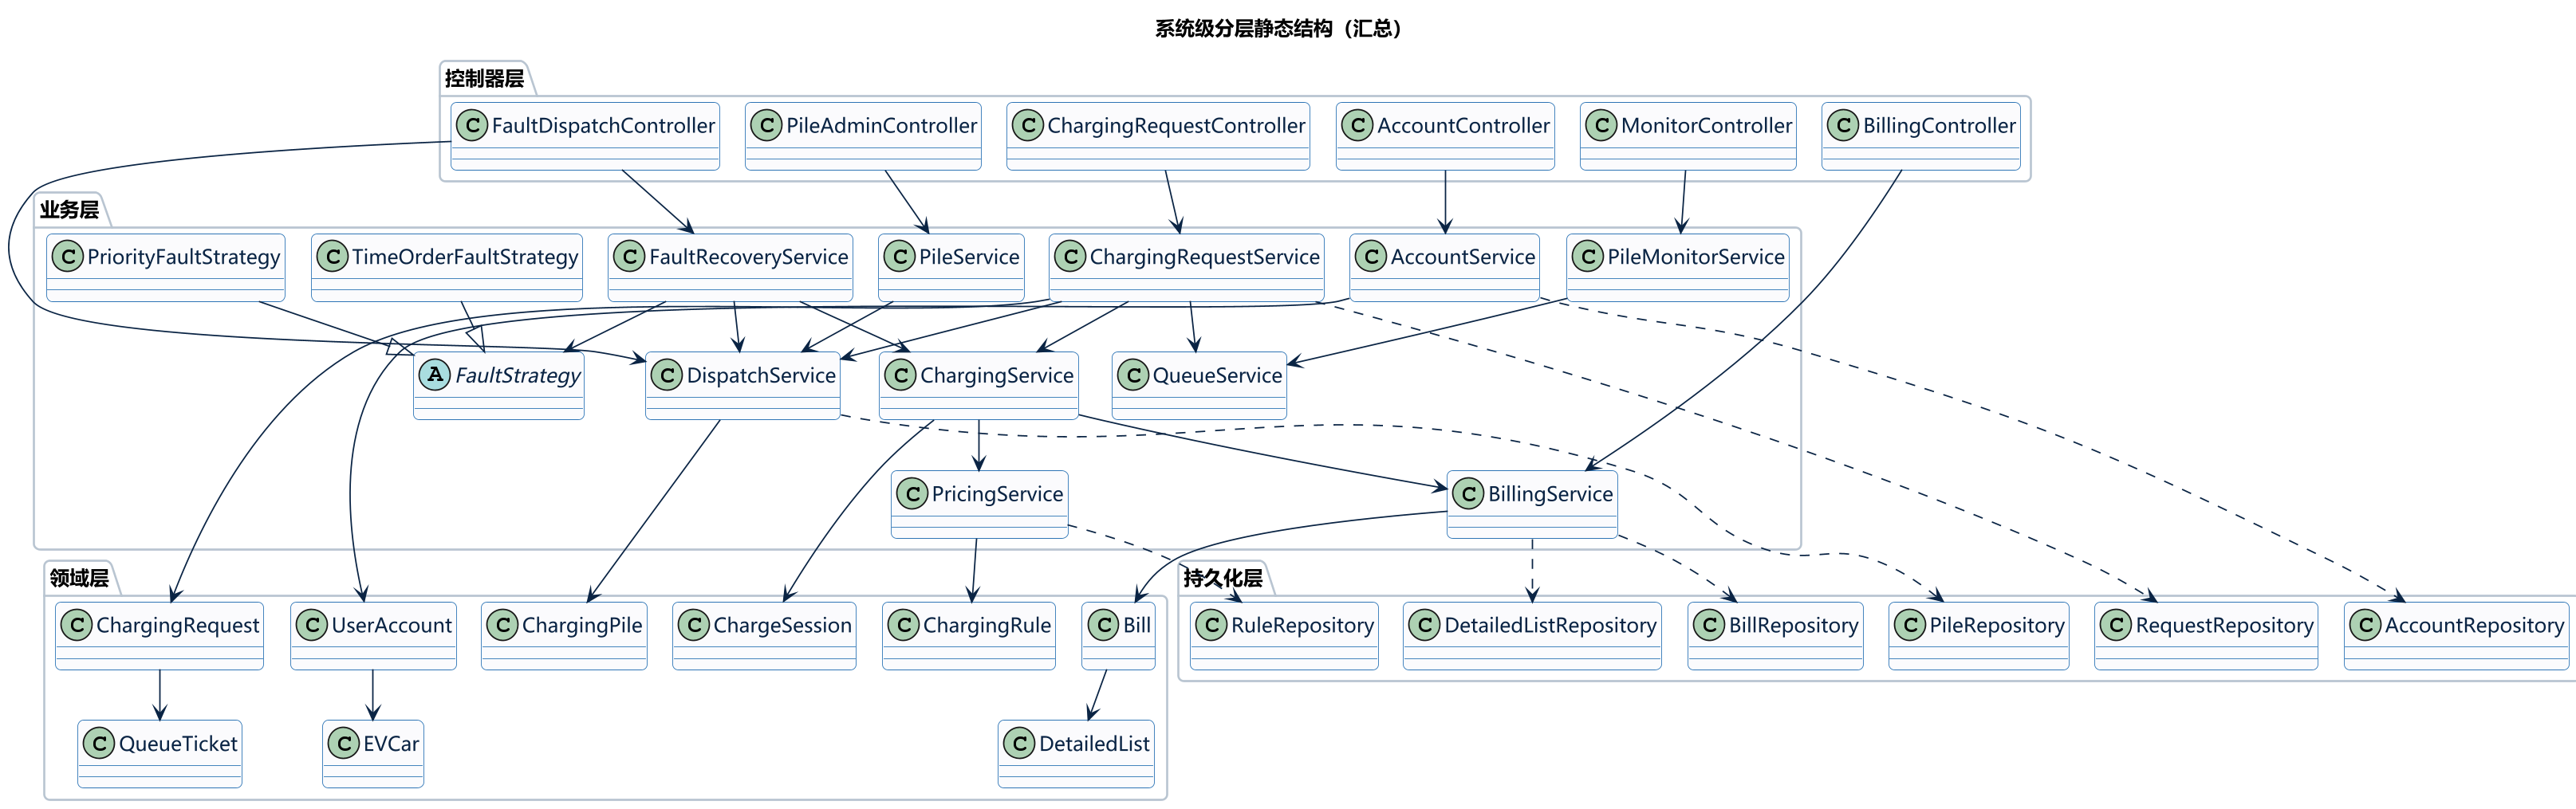 系统级分层静态结构（汇总）
控制器层
C FaultDispatchController
C PileAdminController
C ChargingRequestController
C AccountController
C MonitorController
C BillingController
业务层
C PriorityFaultStrategy
C TimeOrderFaultStrategy
C FaultRecoveryService
C PileService
C ChargingRequestService
C AccountService
C PileMonitorService
A FaultStrategy
C DispatchService
C ChargingService
C QueueService
C PricingService
C BillingService
领域层
持久化层
C ChargingRequest
C UserAccount
C ChargingPile
C ChargeSession
C ChargingRule
C Bill
C RuleRepository
C DetailedListRepository
C BillRepository
C PileRepository
C RequestRepository
C AccountRepository
C QueueTicket
C EVCar
C DetailedList